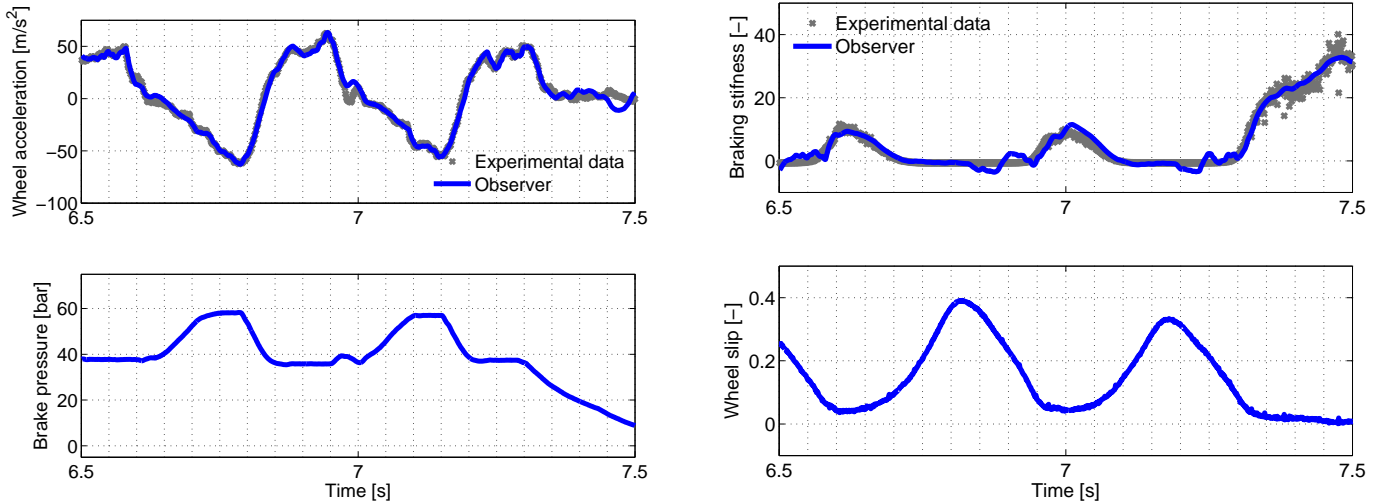 Wheel acceleration [m/s²]
50
0
−50
−100
6.5
7
7.5
Experimental data
Observer
Braking stifness [−]
40
20
0
6.5
7
7.5
Experimental data
Observer
Brake pressure [bar]
60
40
20
0
6.5
7
7.5
Time [s]
Wheel slip [−]
0.4
0.2
0
6.5
7
7.5
Time [s]